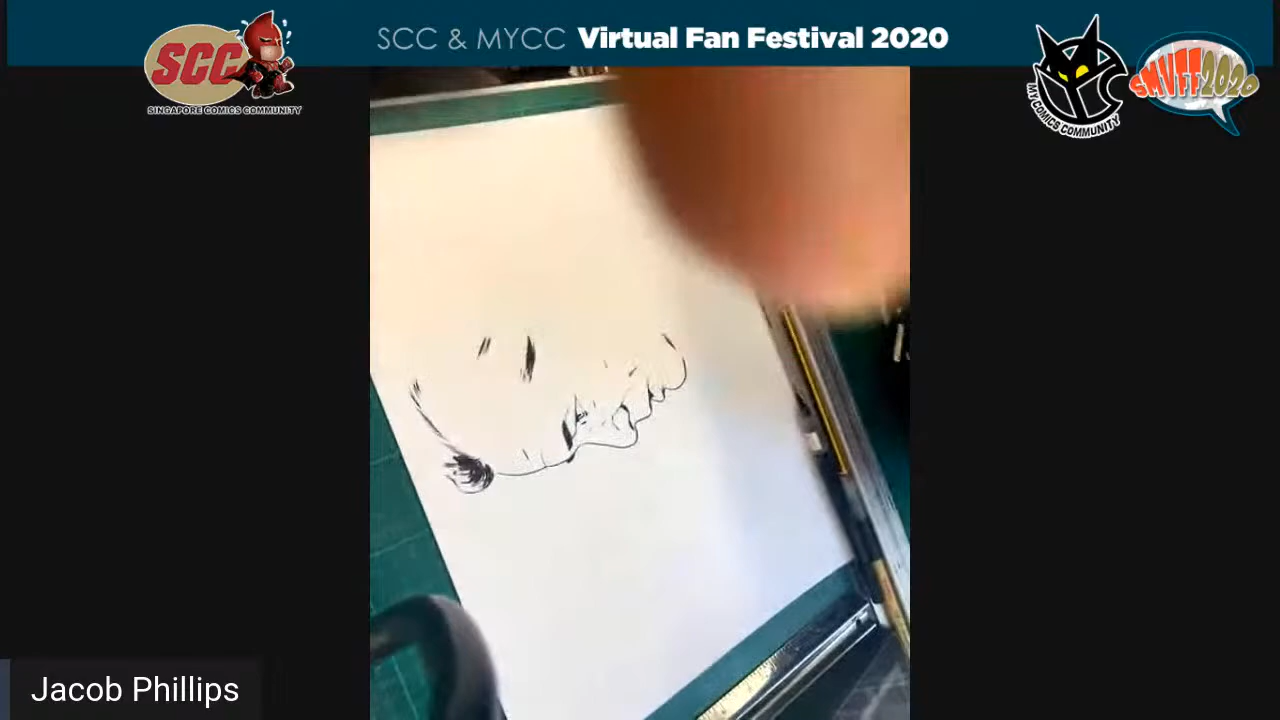 SCC & MYCC Virtual Fan Festival 2020
SCC
SINGAPORE COMICS COMMUNITY
MY COMICS COMMUNITY
SMVFF2020
Jacob Phillips